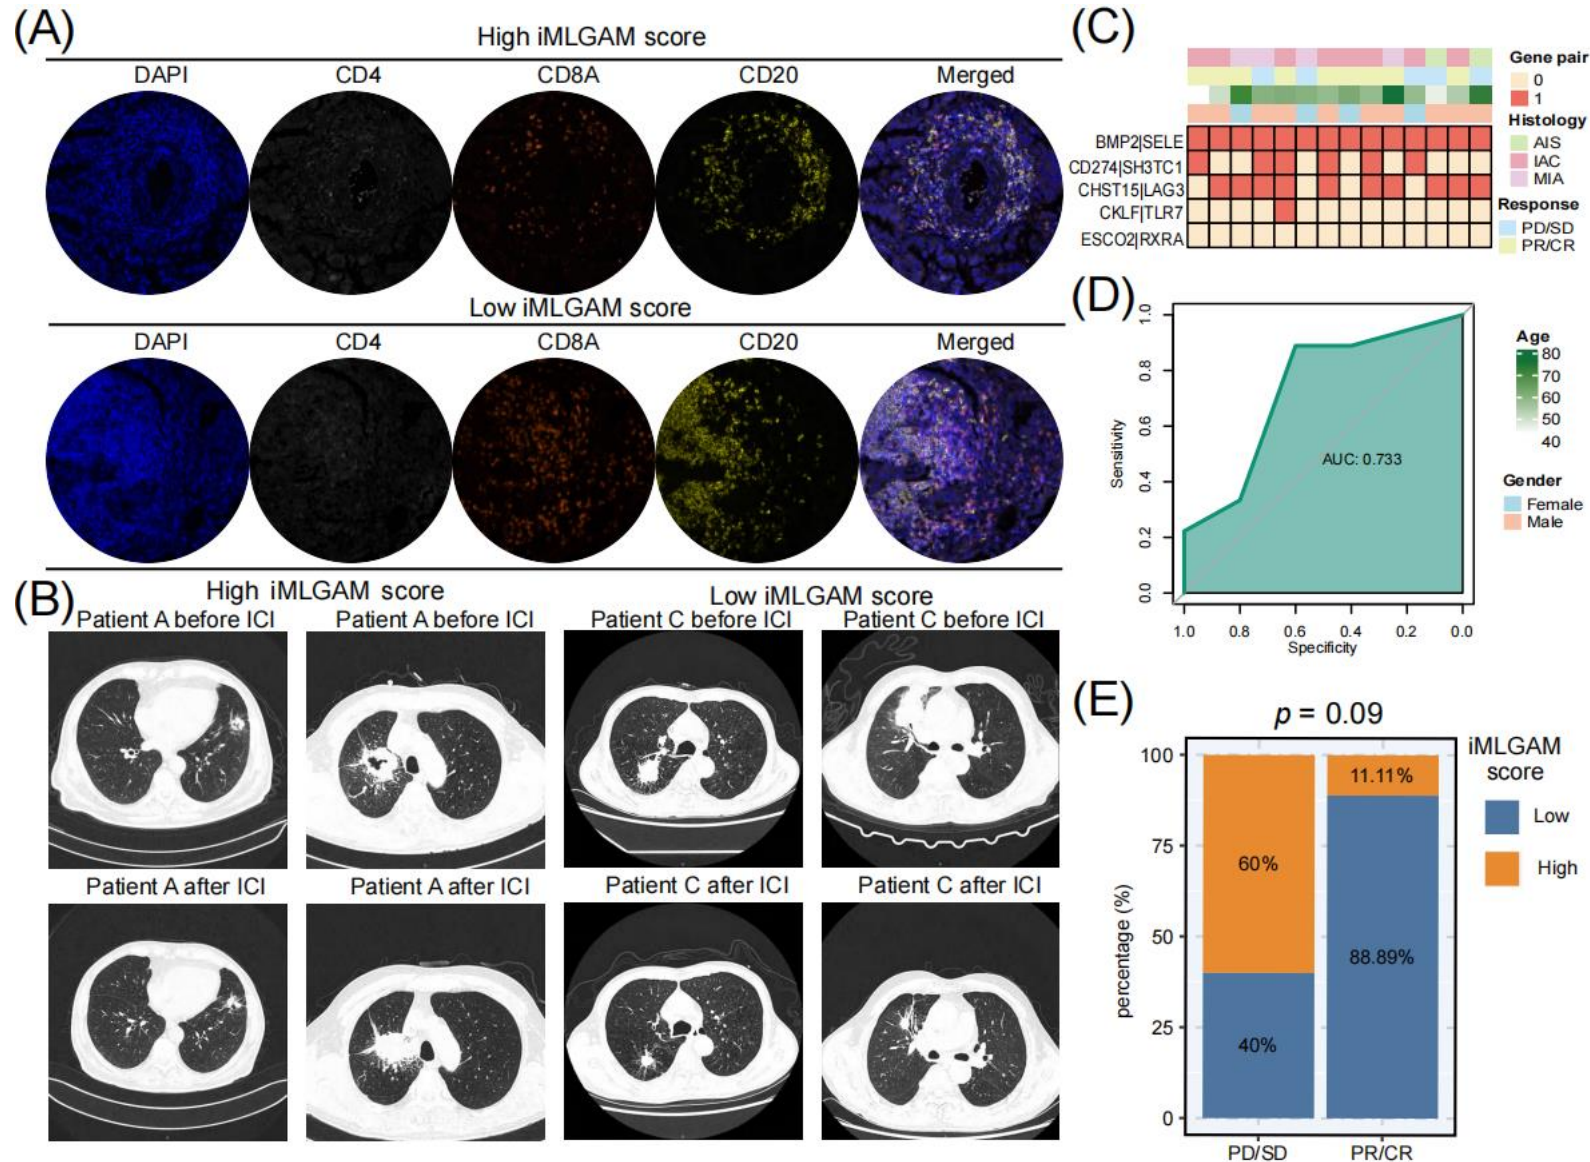 (A)
High iMLGAM score
DAPI CD4 CD8A CD20 Merged
Low iMLGAM score
DAPI CD4 CD8A CD20 Merged
(B)
High iMLGAM score Low iMLGAM score
Patient A before ICI Patient A before ICI Patient C before ICI Patient C before ICI
Patient A after ICI Patient A after ICI Patient C after ICI Patient C after ICI
(C)
BMP2|SELE
CD274|SH3TC1
CHST15|LAG3
CKLF|TLR7
ESCO2|RXRA
Gene pair
0
1
Histology
AIS
IAC
MIA
Response
PD/SD
PR/CR
Age
80
70
60
50
40
Gender
Female
Male
(D)
Sensitivity
1.0
0.8
0.6
0.4
0.2
0.0
AUC: 0.733
1.0 0.8 0.6 0.4 0.2 0.0
Specificity
(E)
p = 0.09
percentage (%)
100
75
50
25
0
60%
40%
11.11%
88.89%
PD/SD PR/CR
iMLGAM
score
Low
High